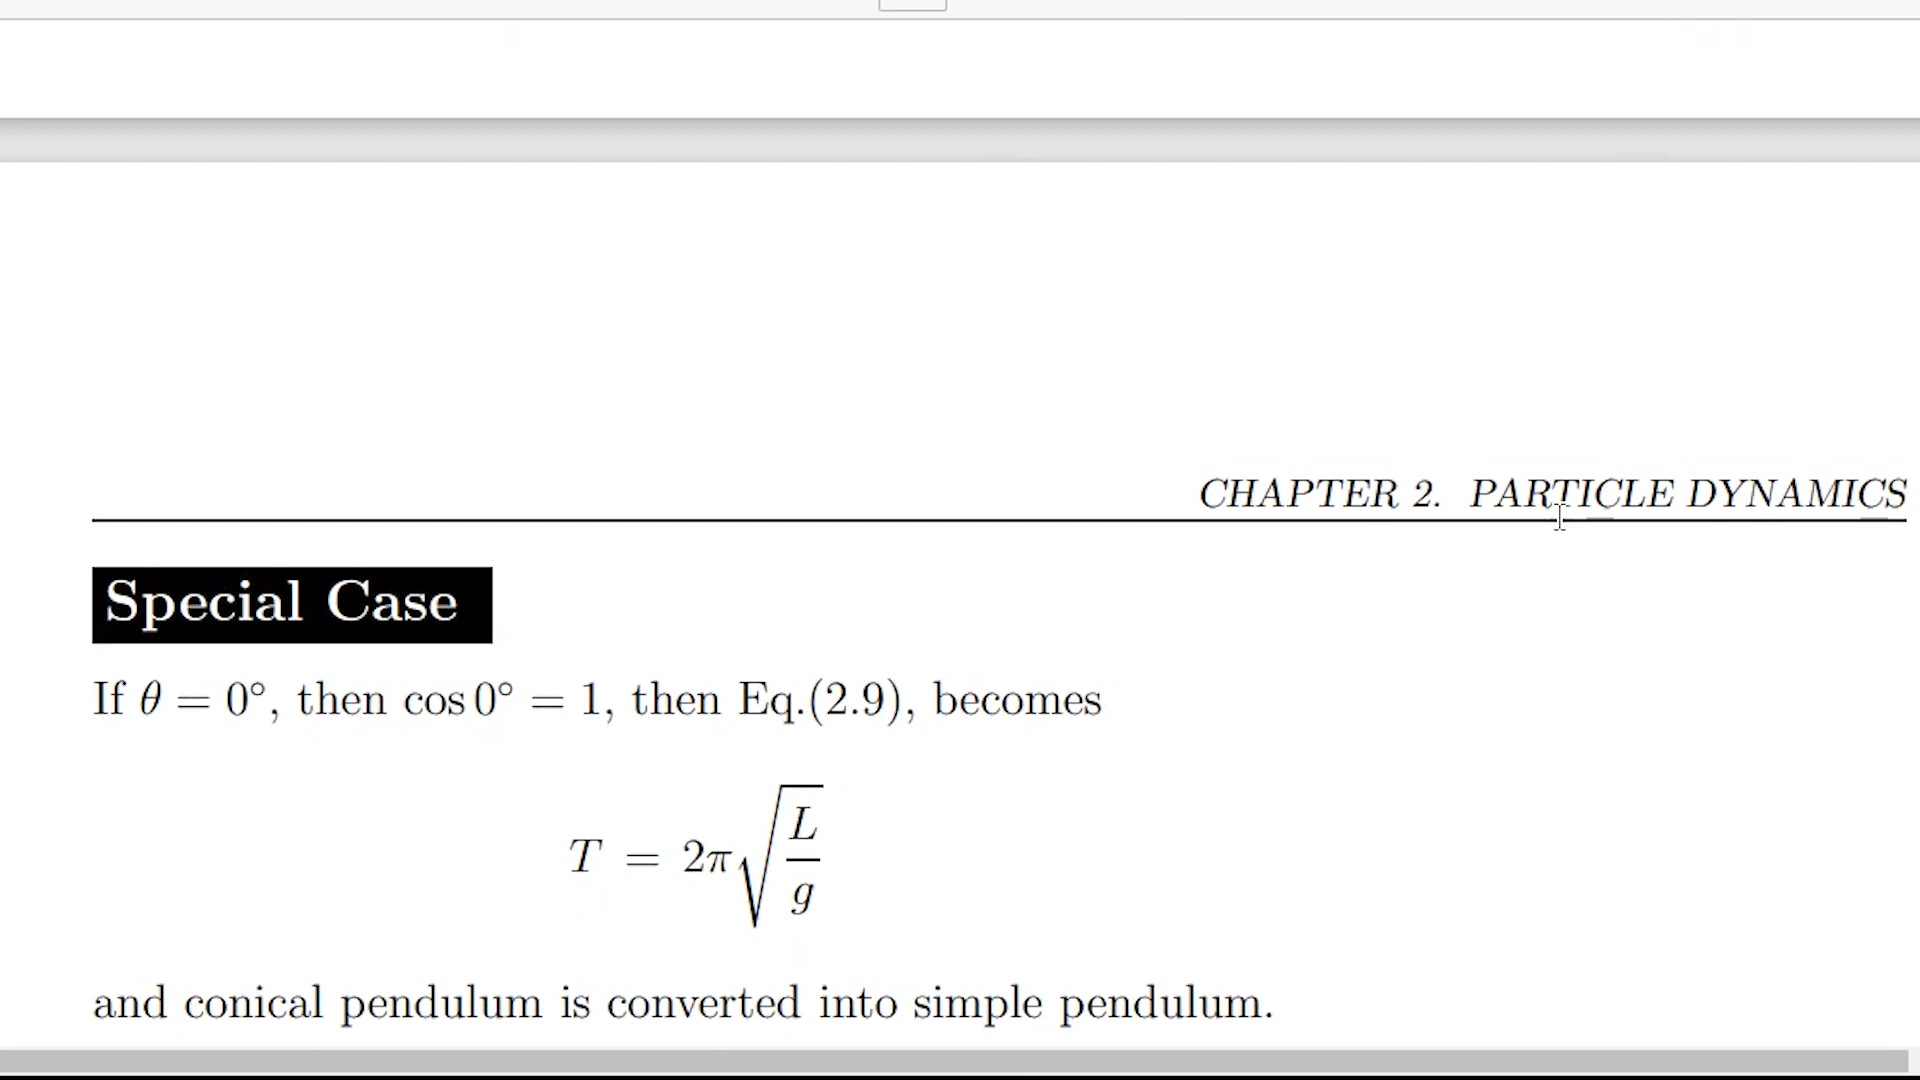 CHAPTER 2. PARTICLE DYNAMICS
Special Case
If θ = 0°, then cos 0° = 1, then Eq.(2.9), becomes
T = 2π√(L/g)
and conical pendulum is converted into simple pendulum.